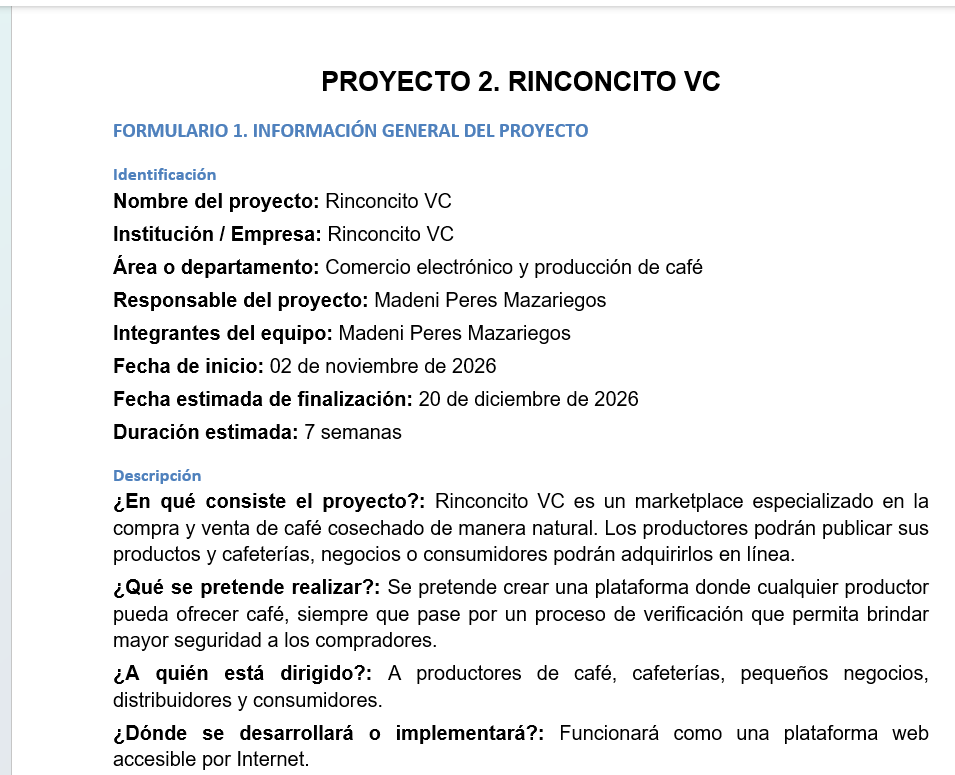 PROYECTO 2. RINCONCITO VC
FORMULARIO 1. INFORMACIÓN GENERAL DEL PROYECTO
Identificación
Nombre del proyecto: Rinconcito VC
Institución / Empresa: Rinconcito VC
Área o departamento: Comercio electrónico y producción de café
Responsable del proyecto: Madeni Peres Mazariegos
Integrantes del equipo: Madeni Peres Mazariegos
Fecha de inicio: 02 de noviembre de 2026
Fecha estimada de finalización: 20 de diciembre de 2026
Duración estimada: 7 semanas
Descripción
¿En qué consiste el proyecto?: Rinconcito VC es un marketplace especializado en la
compra y venta de café cosechado de manera natural. Los productores podrán publicar sus
productos y cafeterías, negocios o consumidores podrán adquirirlos en línea.
¿Qué se pretende realizar?: Se pretende crear una plataforma donde cualquier productor
pueda ofrecer café, siempre que pase por un proceso de verificación que permita brindar
mayor seguridad a los compradores.
¿A quién está dirigido?: A productores de café, cafeterías, pequeños negocios,
distribuidores y consumidores.
¿Dónde se desarrollará o implementará?: Funcionará como una plataforma web
accesible por Internet.